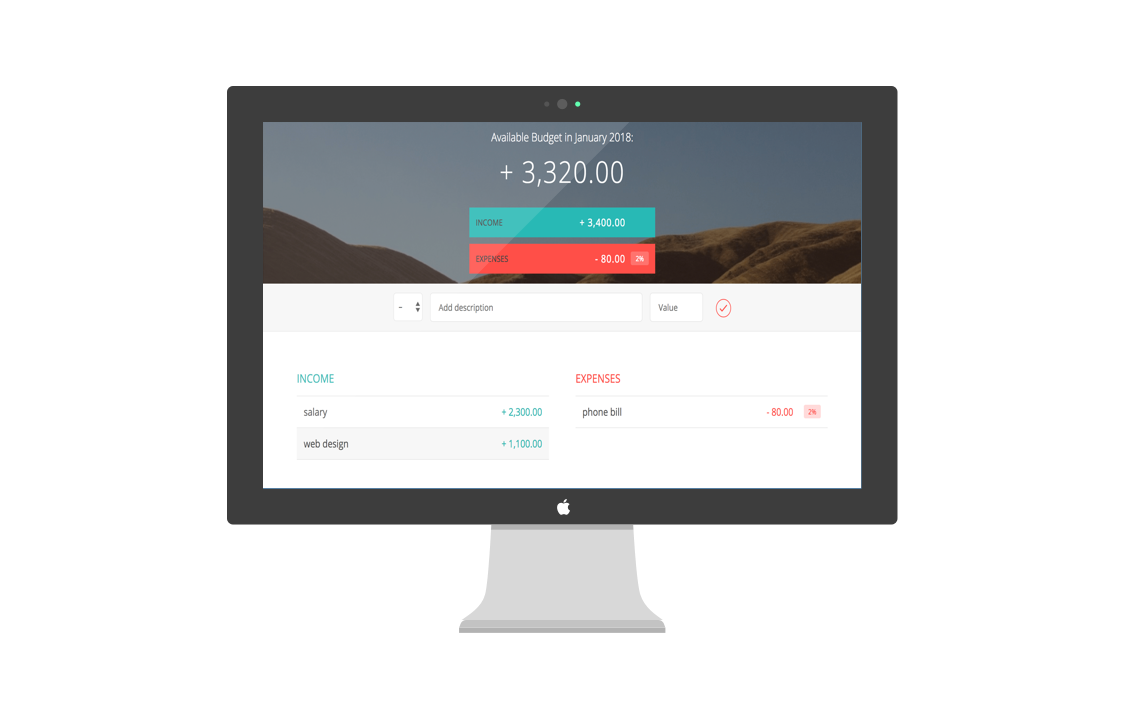 Available Budget in January 2018:
+ 3,320.00
INCOME + 3,400.00
EXPENSES - 80.00 2%
- Add description Value
INCOME
salary + 2,300.00
web design + 1,100.00
EXPENSES
phone bill - 80.00 2%